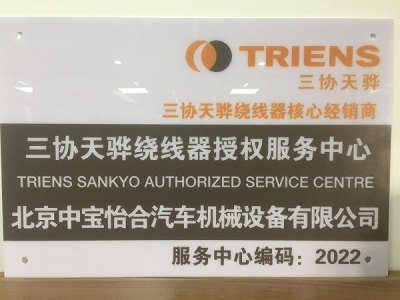 TRIENS
三协天骅
三协天骅绕线器核心经销商
三协天骅绕线器授权服务中心
TRIENS SANKYO AUTHORIZED SERVICE CENTRE
北京中宝怡合汽车机械设备有限公司
服务中心编码：2022